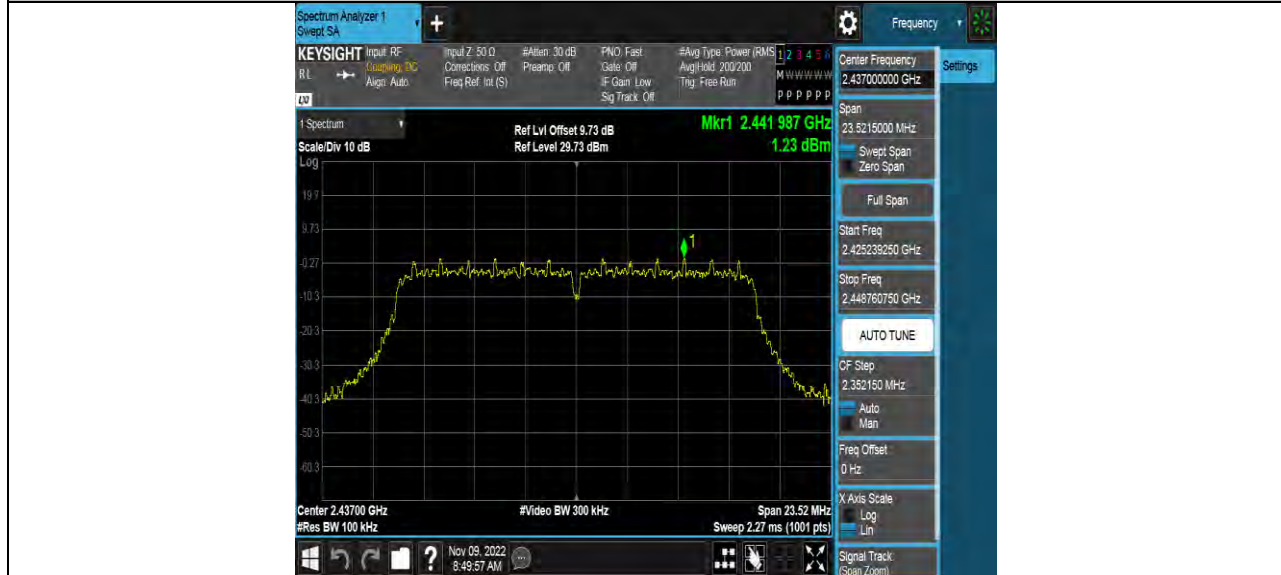 Spectrum Analyzer 1
Swept SA
+
Frequency
KEYSIGHT
Input: RF
Coupling: DC
Align: Auto
RL
LXI
Input Z: 50 Ω
Corrections: Off
Freq Ref: Int (S)
#Atten: 30 dB
Preamp: Off
PNO: Fast
Gate: Off
IF Gain: Low
Sig Track: Off
#Avg Type: Power (RMS
Avg|Hold: 200/200
Trig: Free Run
1 2 3 4 5 6
M W W W W W
P P P P P P
1 Spectrum
Scale/Div 10 dB
Log
Ref Lvl Offset 9.73 dB
Ref Level 29.73 dBm
Mkr1 2.441 987 GHz
1.23 dBm
19.7
9.73
-0.27
-10.3
-20.3
-30.3
-40.3
-50.3
-60.3
1
Center 2.43700 GHz
#Res BW 100 kHz
#Video BW 300 kHz
Span 23.52 MHz
Sweep 2.27 ms (1001 pts)
?
Nov 09, 2022
8:49:57 AM
Center Frequency
2.437000000 GHz
Span
23.5215000 MHz
Swept Span
Zero Span
Full Span
Start Freq
2.425239250 GHz
Stop Freq
2.448760750 GHz
AUTO TUNE
CF Step
2.352150 MHz
Auto
Man
Freq Offset
0 Hz
X Axis Scale
Log
Lin
Signal Track
(Span Zoom)
Settings